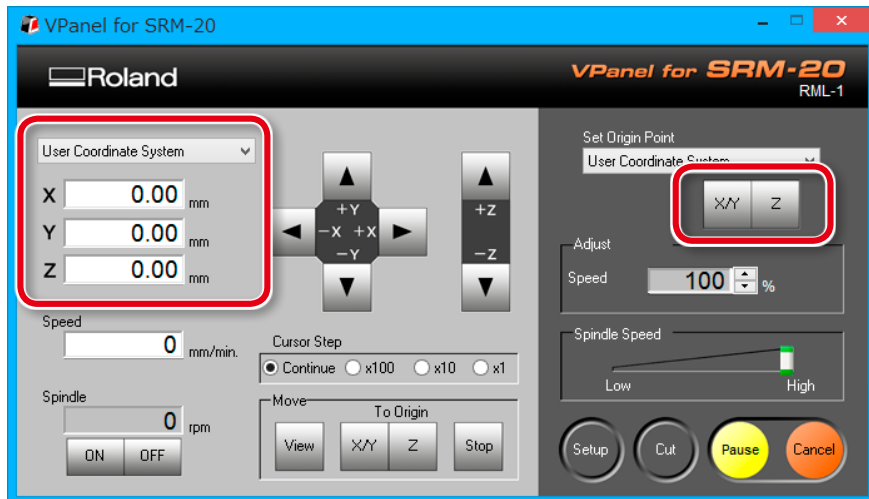 VPanel for SRM-20
Roland
VPanel for SRM-20
RML-1
User Coordinate System
X 0.00 mm
Y 0.00 mm
Z 0.00 mm
+Y
-X +X
-Y
+Z
-Z
Set Origin Point
User Coordinate System
X/Y Z
Adjust
Speed 100 %
Speed
0 mm/min.
Cursor Step
Continue x100 x10 x1
Spindle Speed
Low High
Spindle
0 rpm
ON OFF
Move
To Origin
View X/Y Z Stop
Setup Cut Pause Cancel